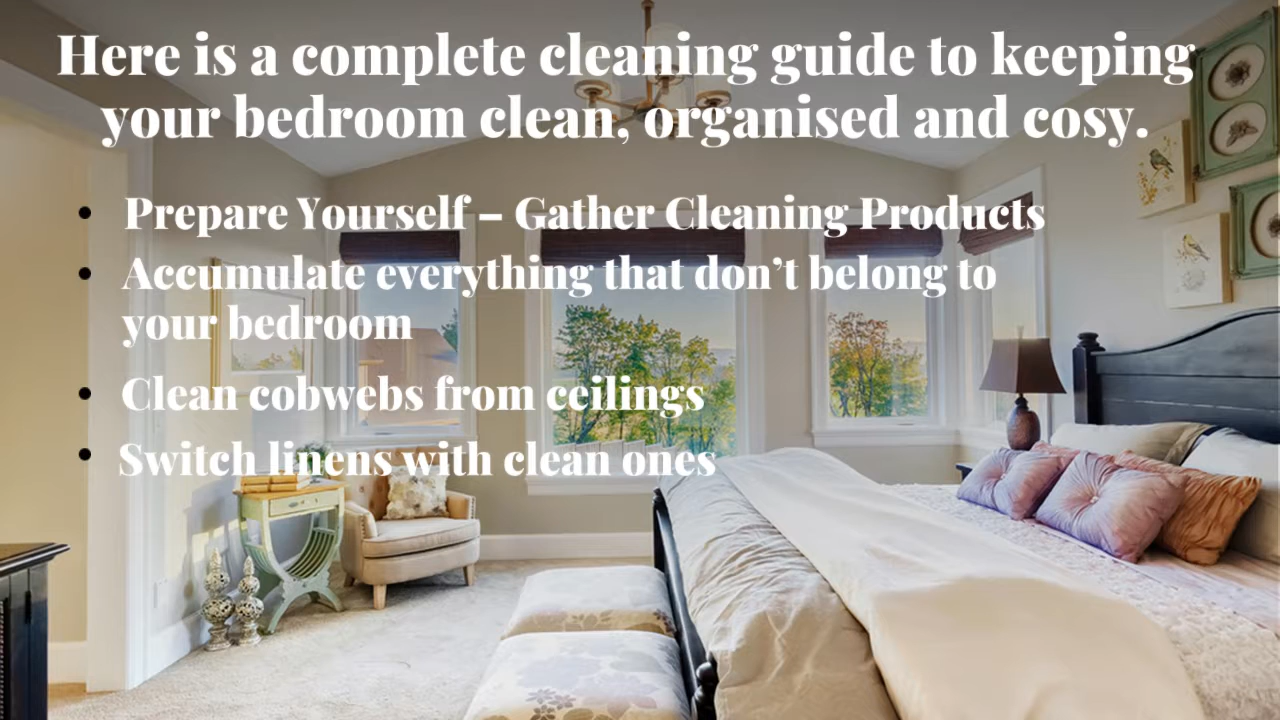 Here is a complete cleaning guide to keeping
your bedroom clean, organised and cosy.
• Prepare Yourself – Gather Cleaning Products
• Accumulate everything that don’t belong to
your bedroom
• Clean cobwebs from ceilings
• Switch linens with clean ones